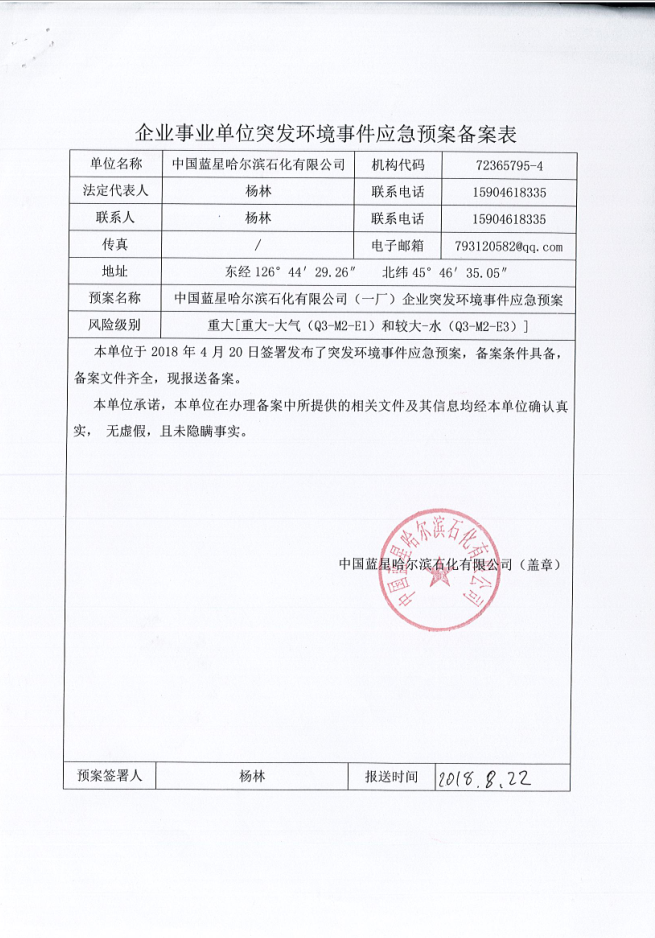 企业事业单位突发环境事件应急预案备案表
单位名称 中国蓝星哈尔滨石化有限公司 机构代码 72365795-4
法定代表人 杨林 联系电话 15904618335
联系人 杨林 联系电话 15904618335
传真 / 电子邮箱 793120582@qq.com
地址 东经 126° 44′ 29.26″ 北纬 45° 46′ 35.05″
预案名称 中国蓝星哈尔滨石化有限公司（一厂）企业突发环境事件应急预案
风险级别 重大[重大-大气（Q3-M2-E1）和较大-水（Q3-M2-E3）]
本单位于 2018 年 4 月 20 日签署发布了突发环境事件应急预案，备案条件具备，
备案文件齐全，现报送备案。
本单位承诺，本单位在办理备案中所提供的相关文件及其信息均经本单位确认真
实， 无虚假，且未隐瞒事实。
中国蓝星哈尔滨石化有限公司
中国蓝星哈尔滨石化有限公司（盖章）
预案签署人 杨林 报送时间 2018.8.22